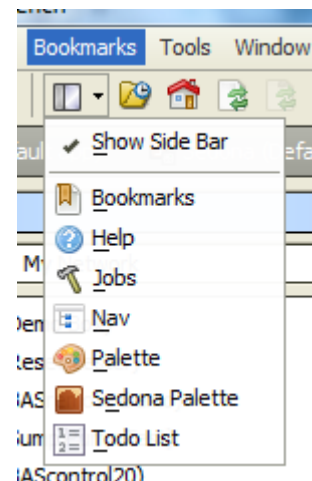 Bookmarks Tools Window
Show Side Bar
Bookmarks
Help
Jobs
Nav
Palette
Sedona Palette
Todo List
BAScontrol20)